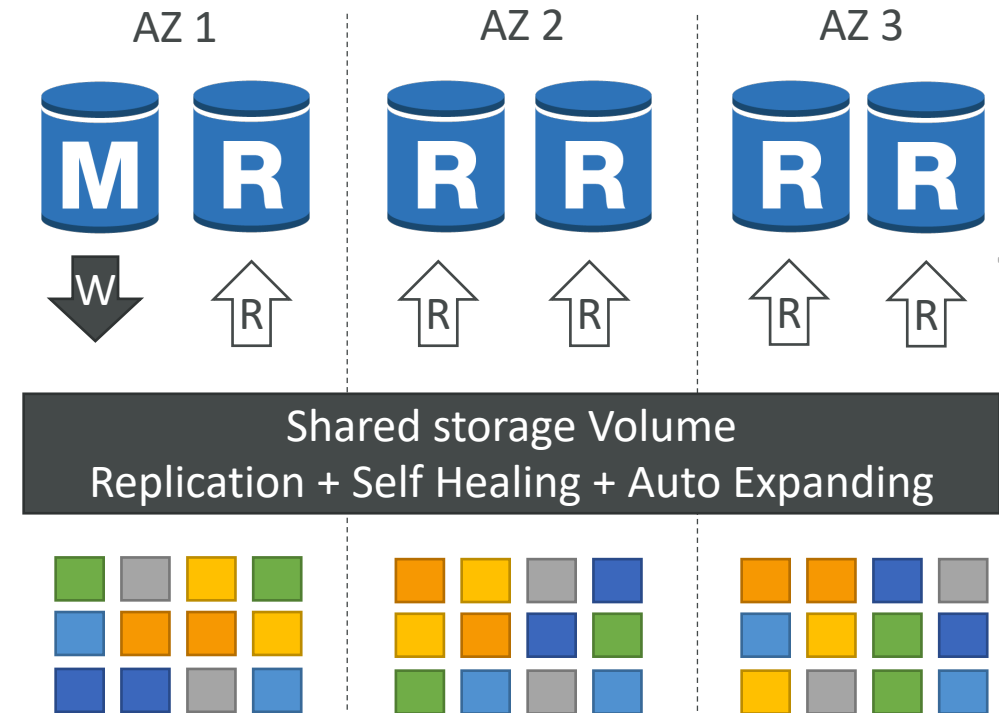 AZ 1
AZ 2
AZ 3
M
R
R
R
R
R
W
R
R
R
R
R
Shared storage Volume
Replication + Self Healing + Auto Expanding